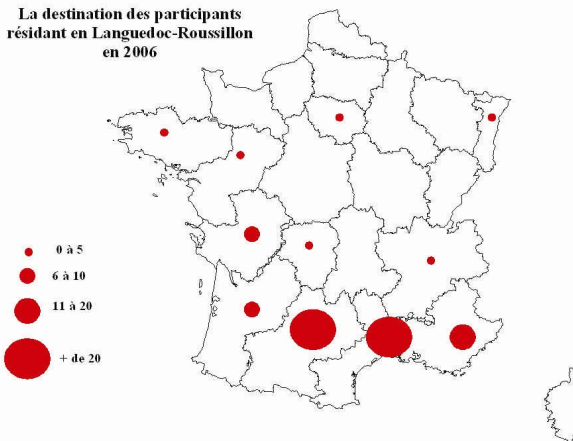 La destination des participants
résidant en Languedoc-Roussillon
en 2006
0 à 5
6 à 10
11 à 20
+ de 20